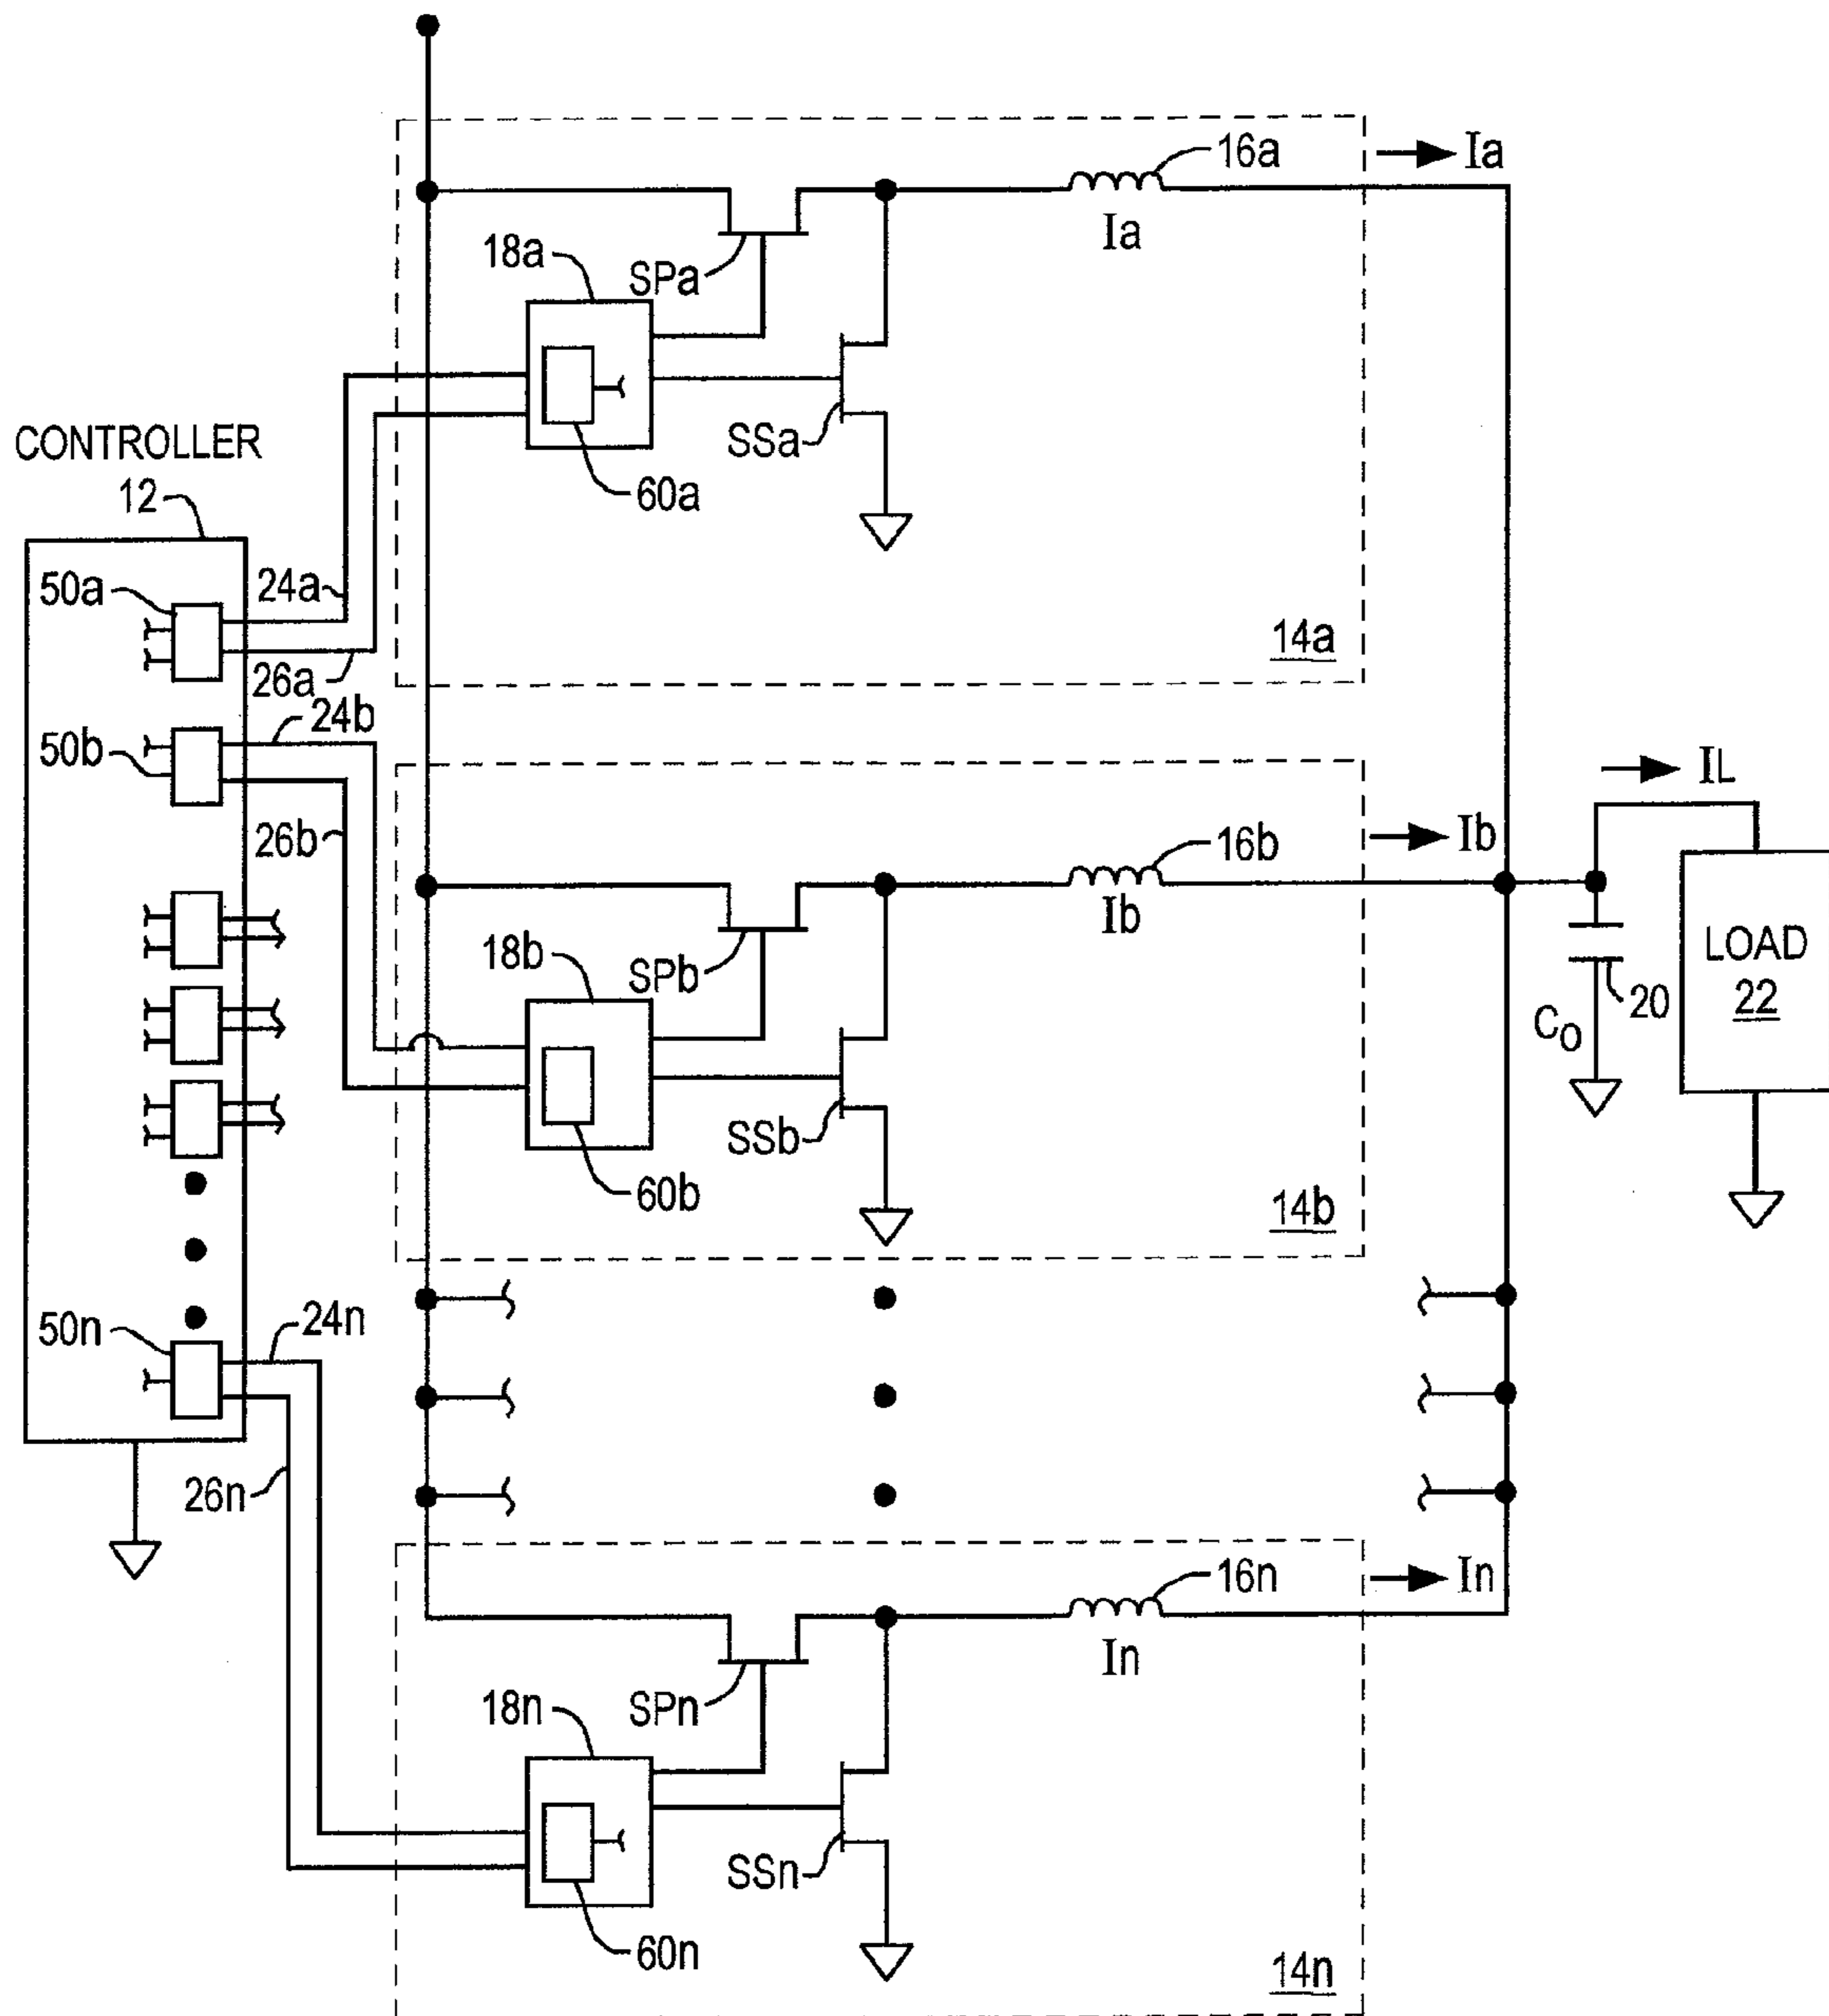 16a
Ia
Ia
18a
SPa
SSa
60a
CONTROLLER
12
50a
24a
26a
14a
50b
24b
26b
16b
Ib
Ib
IL
18b
SPb
SSb
60b
14b
LOAD
22
20
CO
50n
24n
26n
16n
In
In
18n
SPn
SSn
60n
14n